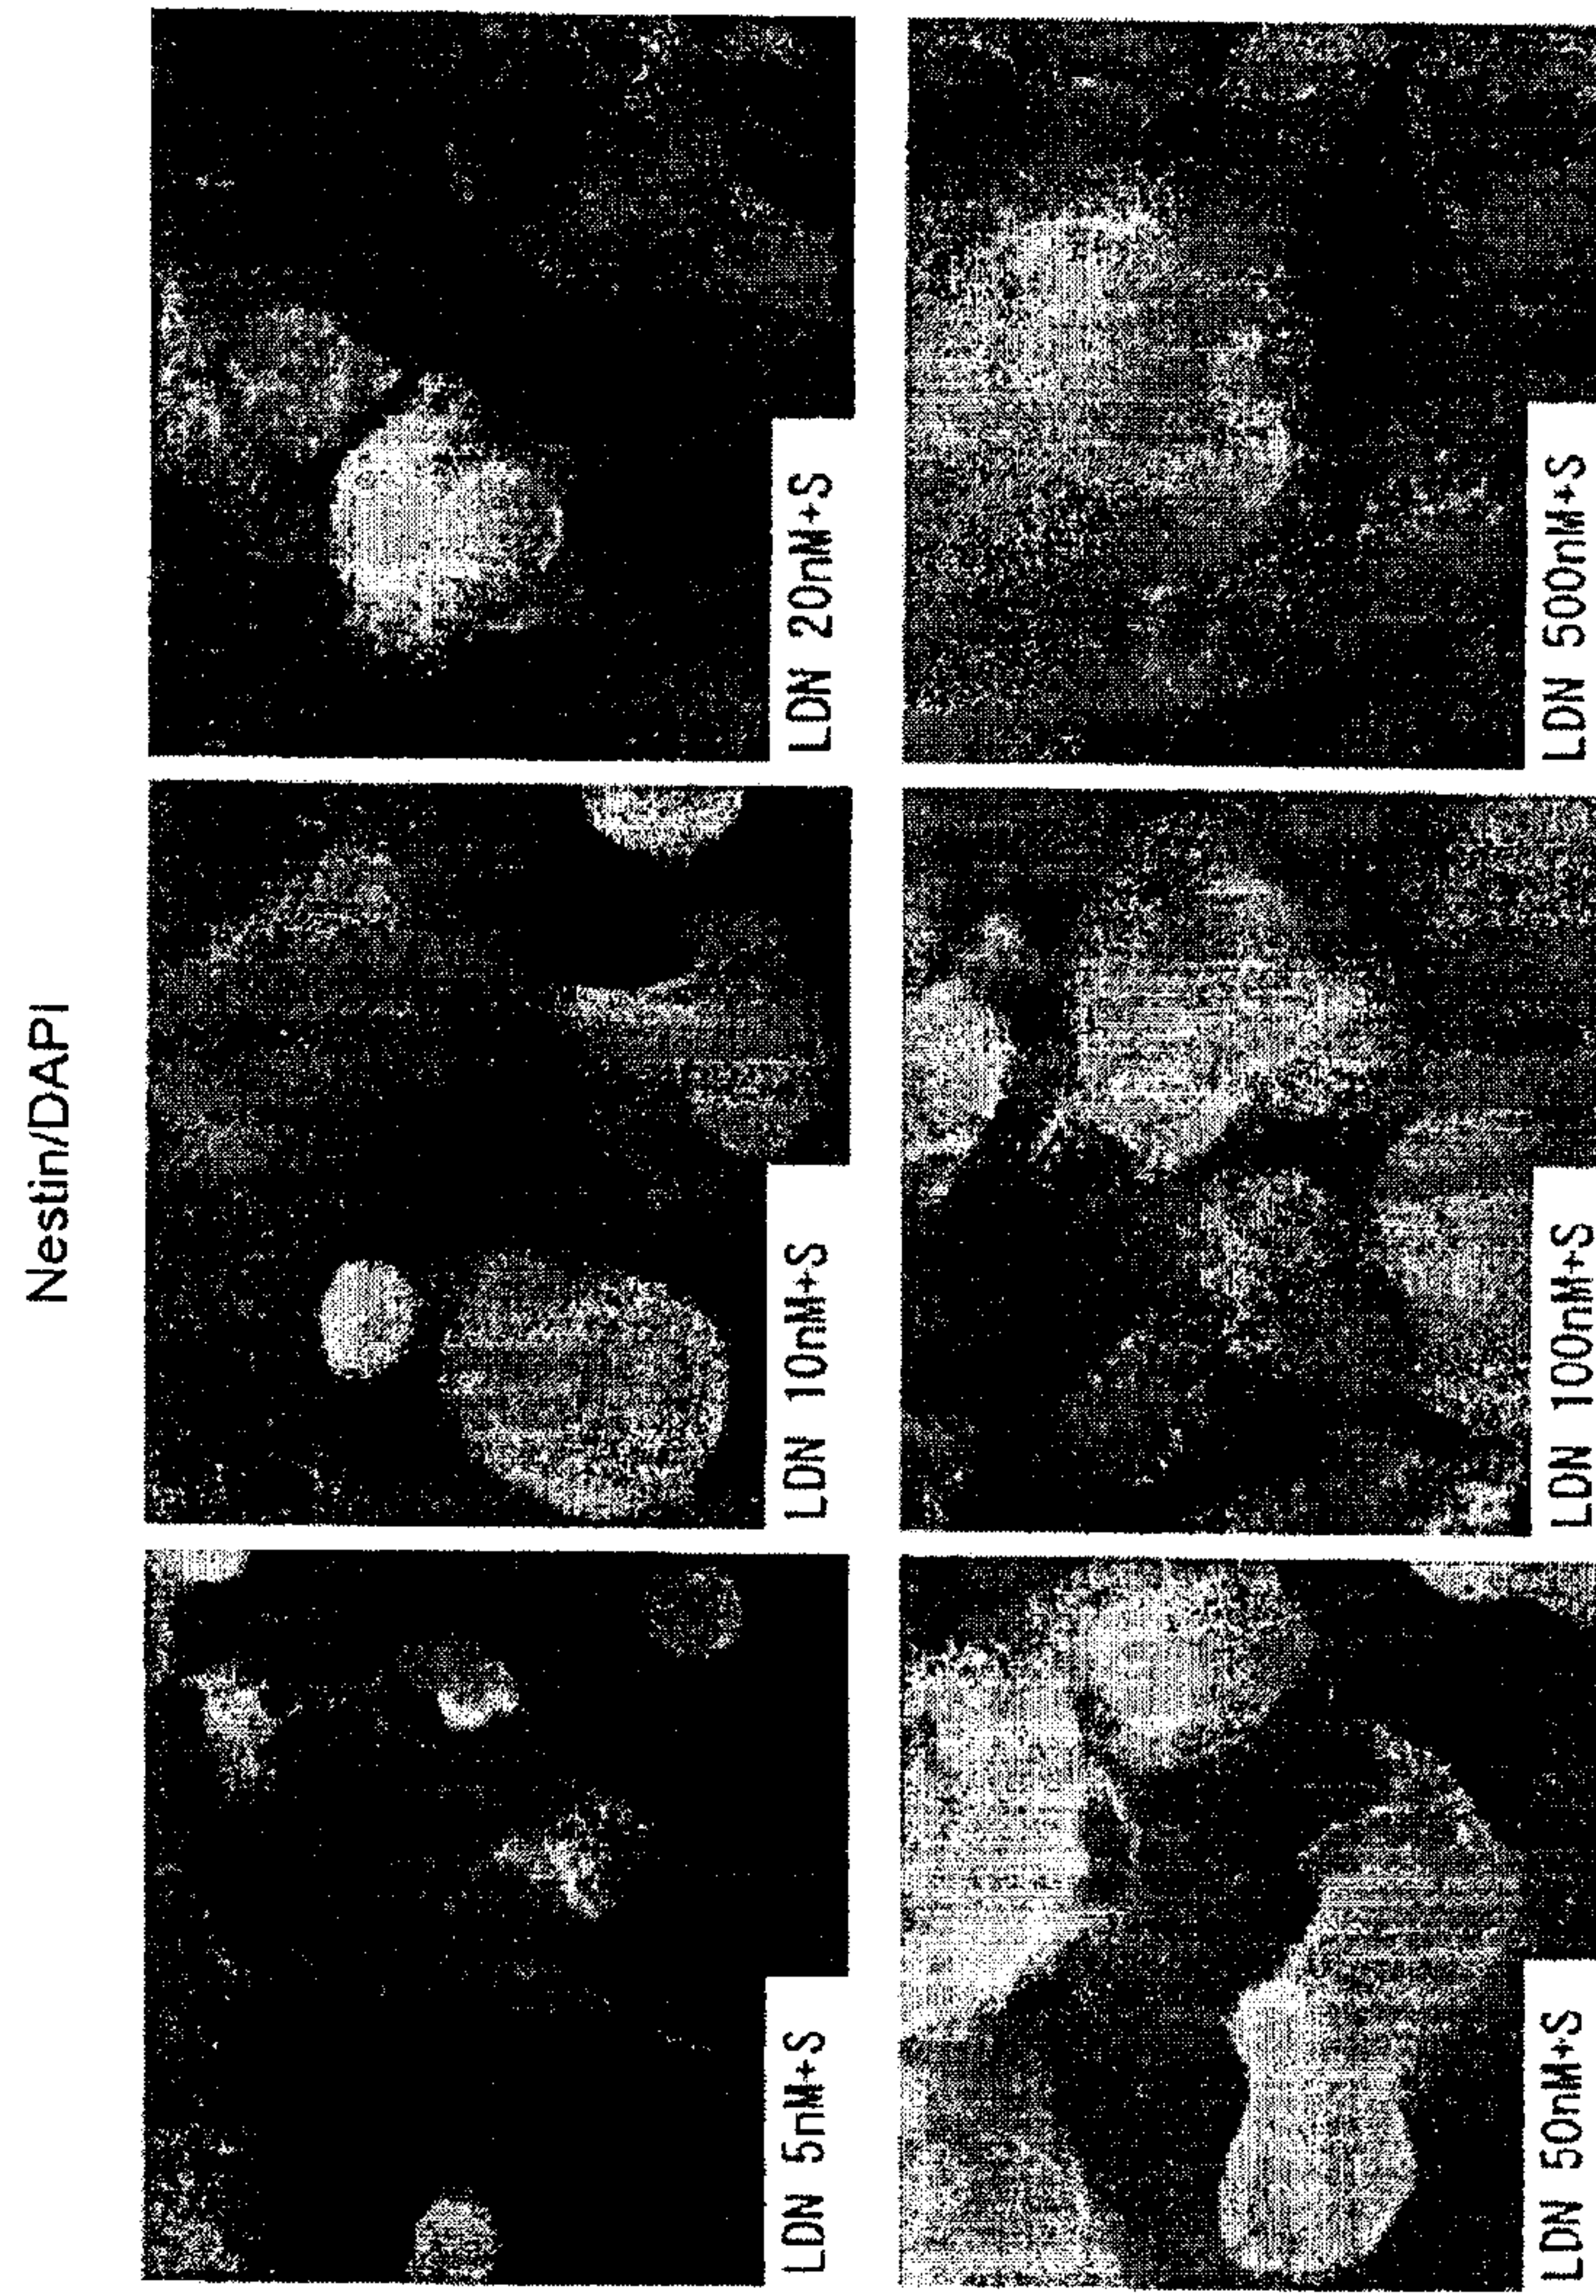 Nestin/DAPI
LDN 5nM+S
LDN 10nM+S
LDN 20nM+S
LDN 50nM+S
LDN 100nM+S
LDN 500nM+S